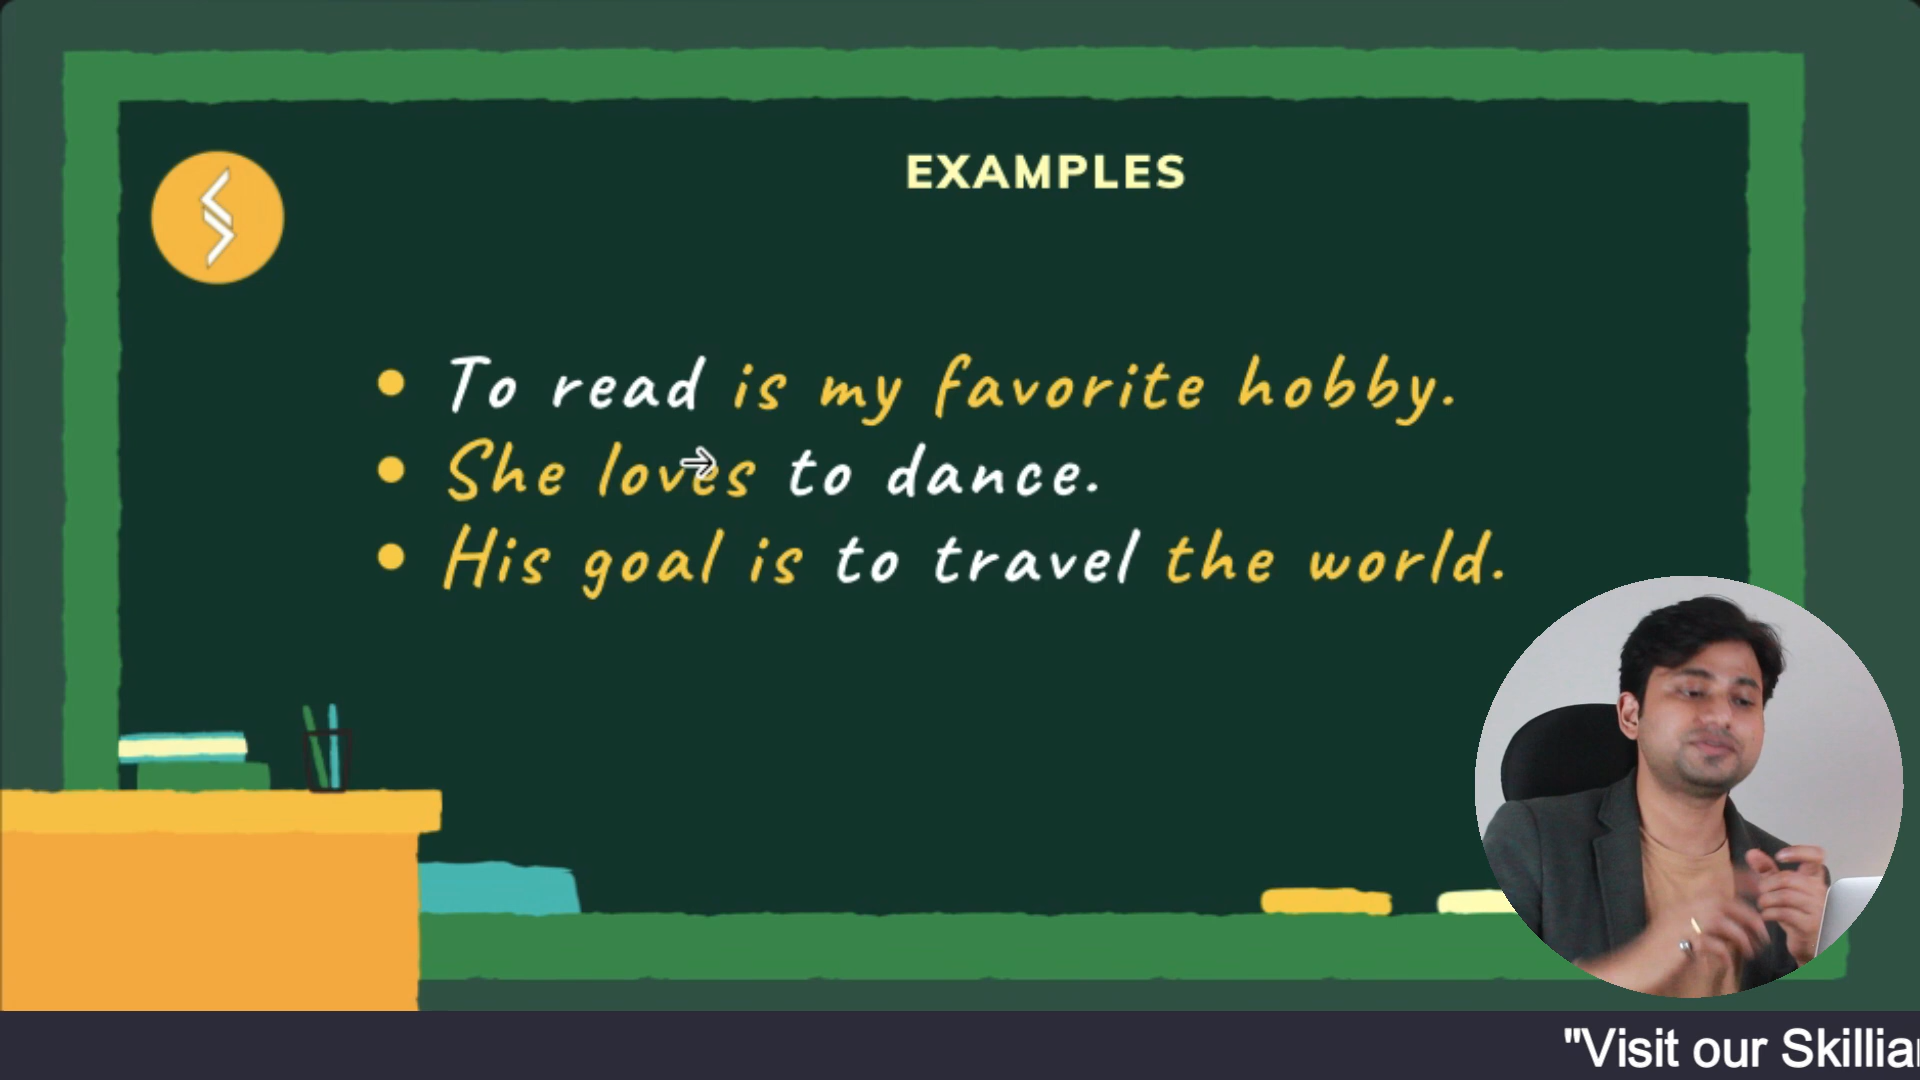 EXAMPLES
To read is my favorite hobby.
She loves to dance.
His goal is to travel the world.
"Visit our